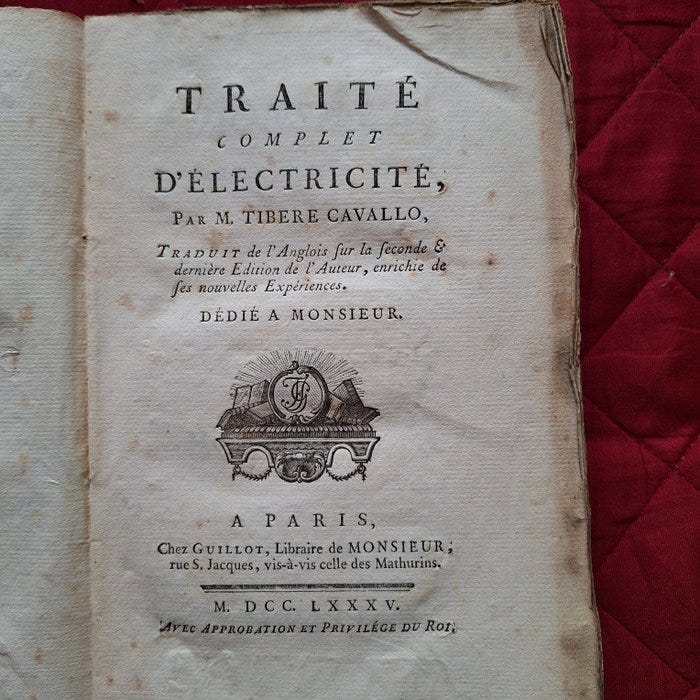 TRAITÉ
COMPLET
D'ÉLECTRICITÉ,
PAR M. TIBERE CAVALLO,
TRADUIT de l'Anglois ſur la ſeconde &
dernière Edition de l'Auteur, enrichie de
ſes nouvelles Expériences.
DÉDIÉ A MONSIEUR.
A PARIS,
Chez GUILLOT, Libraire de MONSIEUR;
rue S. Jacques, vis-à-vis celle des Mathurins.
M. DCC. LXXXV.
AVEC APPROBATION ET PRIVILÉGE DU ROI;